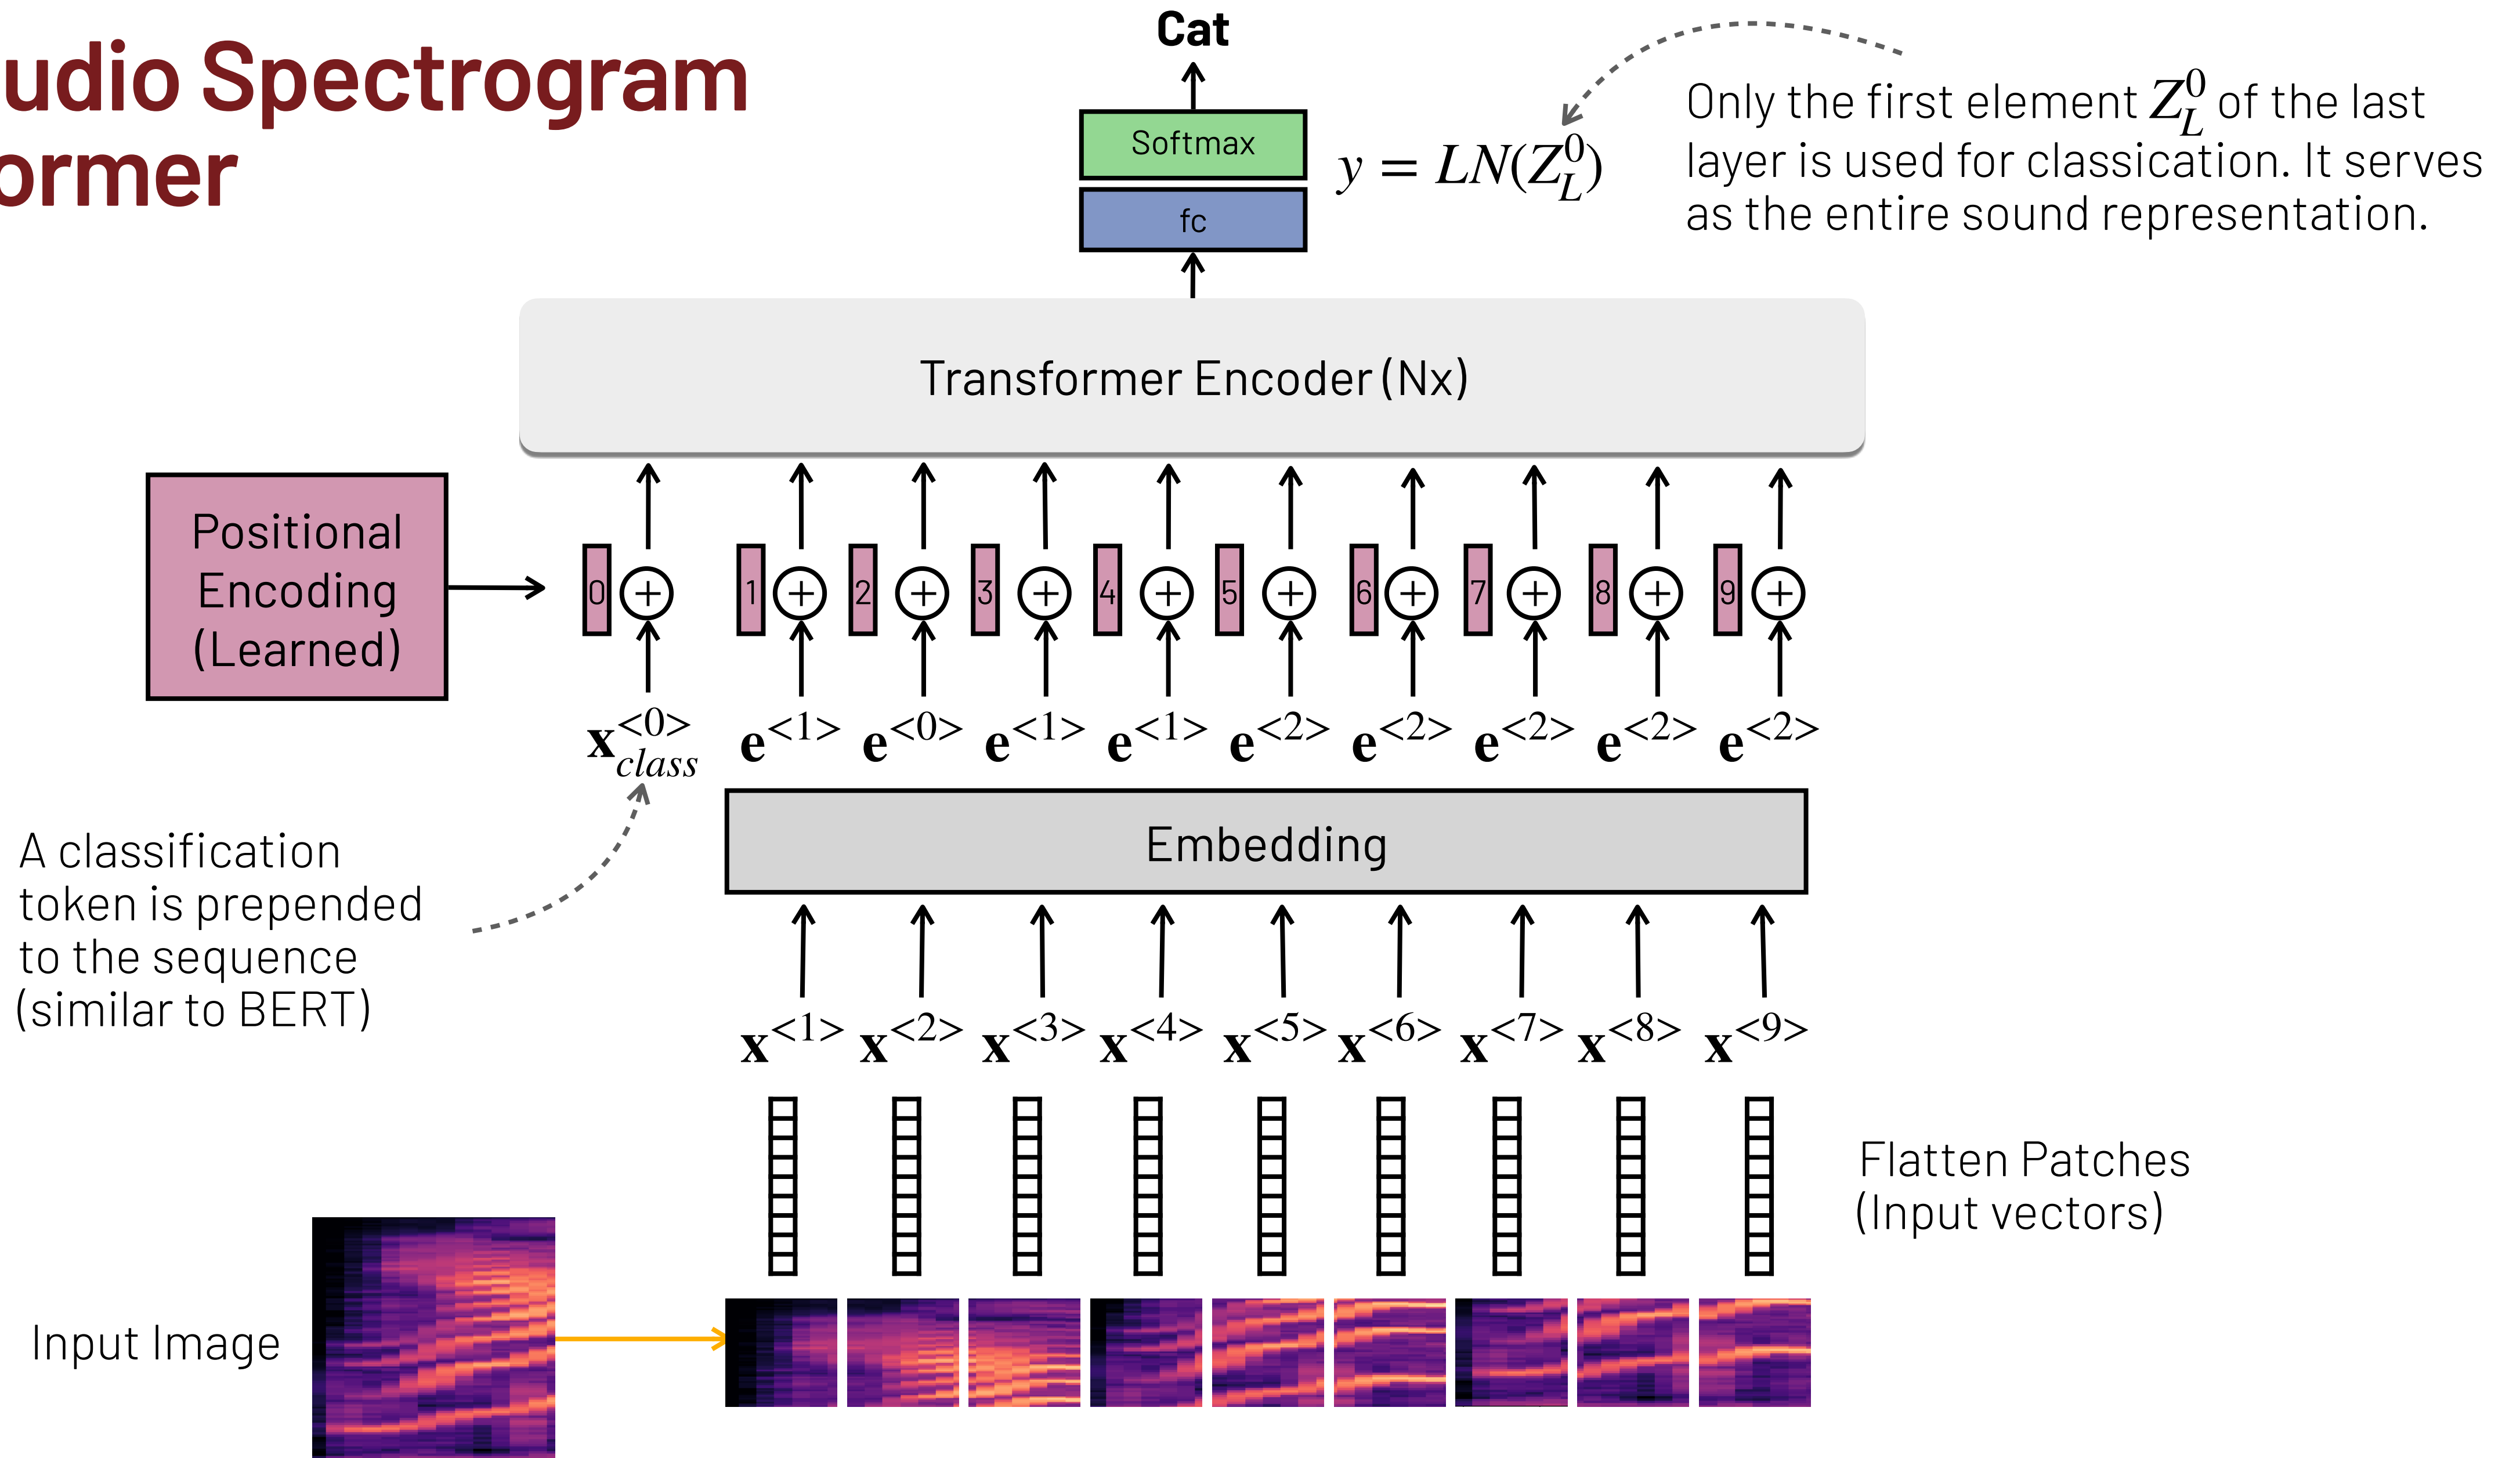 udio Spectrogram
ormer
Cat
Softmax
fc
y = LN(Z_L^0)
Only the first element Z_L^0 of the last
layer is used for classication. It serves
as the entire sound representation.
Transformer Encoder (Nx)
Positional
Encoding
(Learned)
0 + 1 + 2 + 3 + 4 + 5 + 6 + 7 + 8 + 9 +
x_class^<0> e^<1> e^<0> e^<1> e^<1> e^<2> e^<2> e^<2> e^<2> e^<2>
Embedding
A classification
token is prepended
to the sequence
(similar to BERT)
x^<1> x^<2> x^<3> x^<4> x^<5> x^<6> x^<7> x^<8> x^<9>
Flatten Patches
(Input vectors)
Input Image